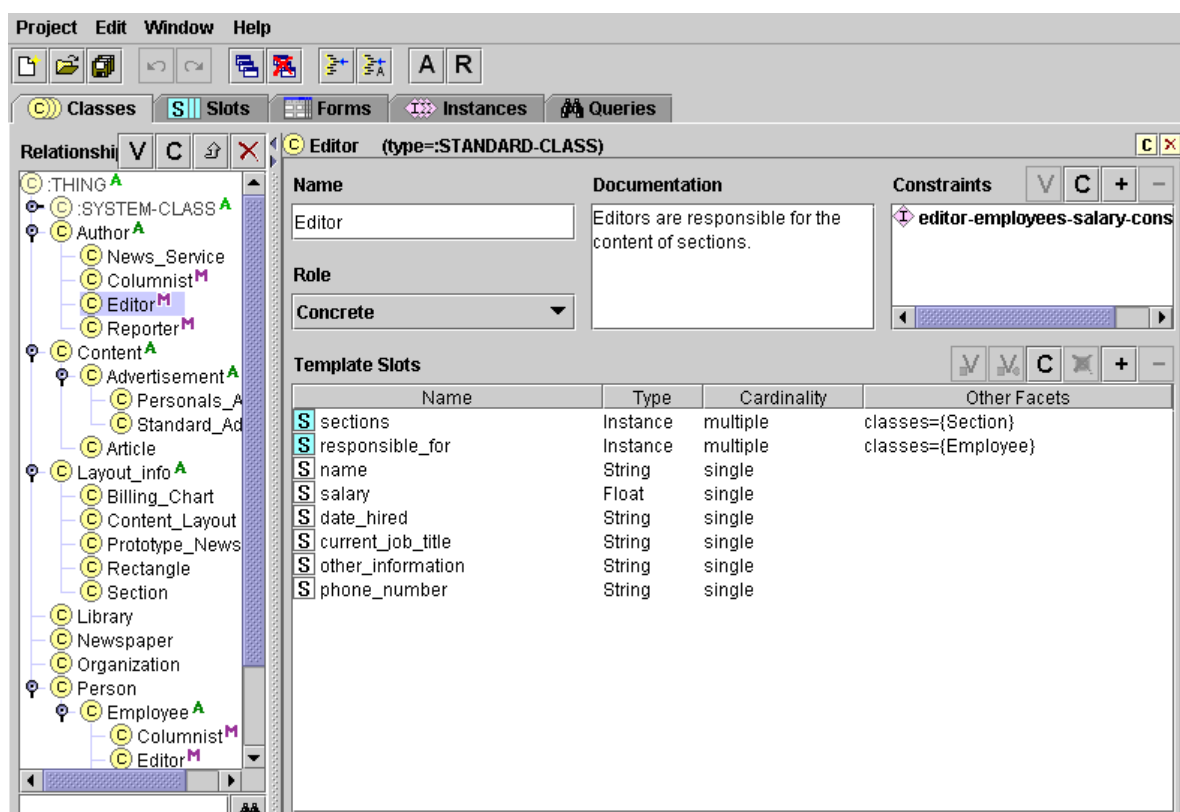 Project Edit Window Help
A R
C Classes S Slots Forms I Instances Queries
Relationshi V C
C :THING A
C :SYSTEM-CLASS A
C Author A
C News_Service
C Columnist M
C Editor M
C Reporter M
C Content A
C Advertisement A
C Personals_A
C Standard_Ad
C Article
C Layout_info A
C Billing_Chart
C Content_Layout
C Prototype_News
C Rectangle
C Section
C Library
C Newspaper
C Organization
C Person
C Employee A
C Columnist M
C Editor M
C Editor (type=:STANDARD-CLASS) C
Name
Editor
Role
Concrete
Documentation
Editors are responsible for the
content of sections.
Constraints V C + −
I editor-employees-salary-cons
Template Slots V V C + −
Name Type Cardinality Other Facets
S sections Instance multiple classes={Section}
S responsible_for Instance multiple classes={Employee}
S name String single
S salary Float single
S date_hired String single
S current_job_title String single
S other_information String single
S phone_number String single